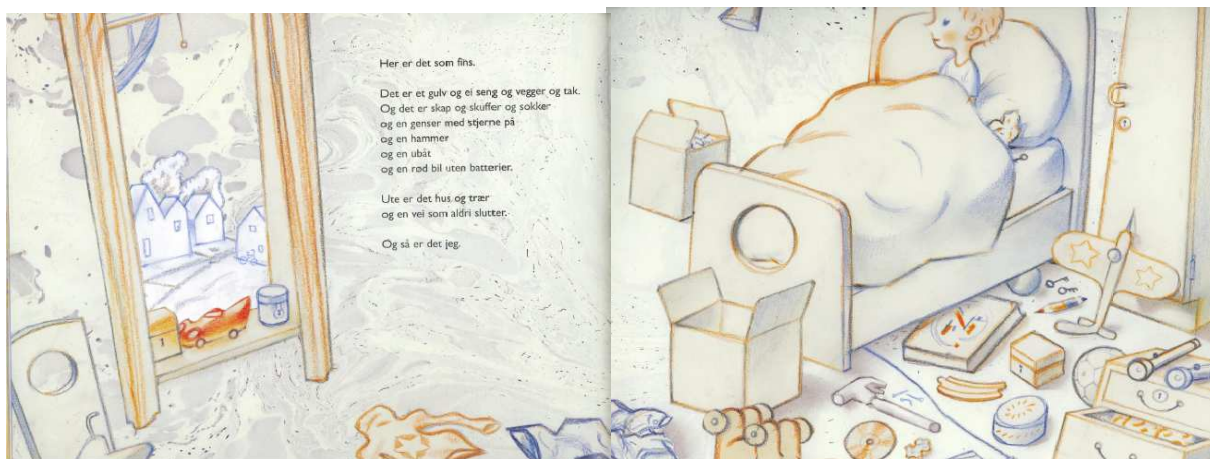 Her er det som fins.
Det er et gulv og ei seng og vegger og tak.
Og det er skap og skuffer og sokker
og en genser med stjerne på
og en hammer
og en ubåt
og en rød bil uten batterier.
Ute er det hus og trær
og en vei som aldri slutter.
Og så er det jeg.